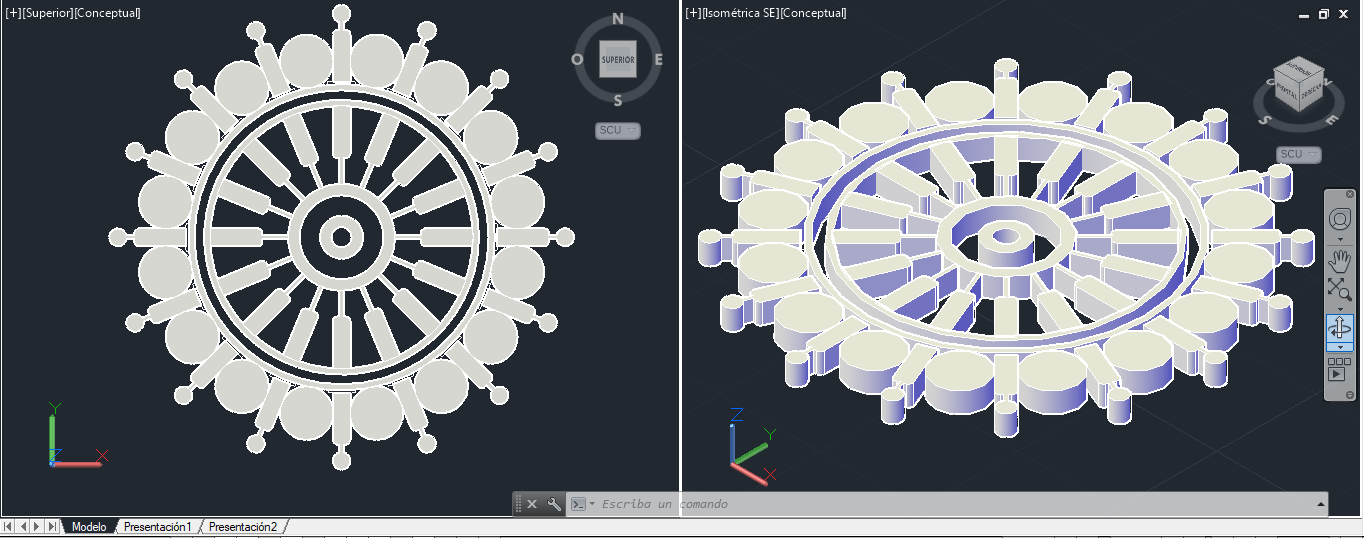 [+][Superior][Conceptual]
N
O
SUPERIOR
E
S
SCU
Y
Z
X
[+][Isométrica SE][Conceptual]
SUPERIOR
FRONTAL
DERECHA
S
E
SCU
Z
Y
X
Escriba un comando
Modelo
Presentación1
Presentación2